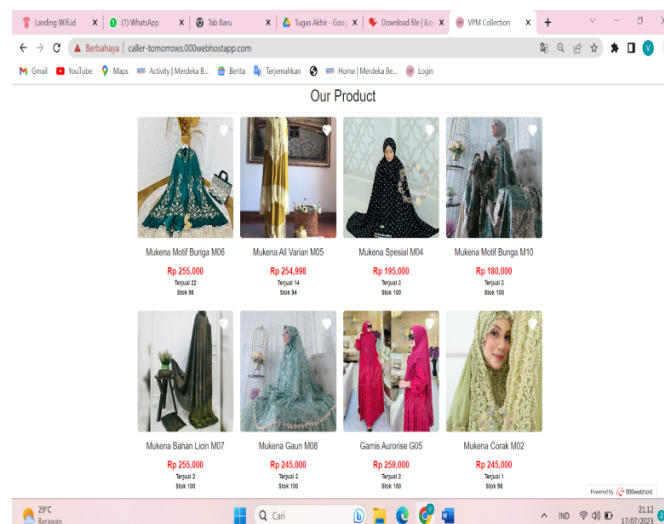 Landing Wifi.id
(1) WhatsApp
Tab Baru
Tugas Akhir - Goog
Download file | iLov
VPM Collection
Berbahaya | caller-tomorrows.000webhostapp.com
Gmail YouTube Maps Activity | Merdeka B... Berita Terjemahkan Home | Merdeka Be... Login
Our Product
Mukena Motif Bunga M06
Rp 255,000
Terjual 22
Stok 96
Mukena All Varian M05
Rp 254,998
Terjual 14
Stok 94
Mukena Spesial M04
Rp 195,000
Terjual 3
Stok 100
Mukena Motif Bunga M10
Rp 180,000
Terjual 3
Stok 100
Mukena Bahan Licin M07
Rp 255,000
Terjual 2
Stok 100
Mukena Gaun M08
Rp 245,000
Terjual 2
Stok 100
Gamis Aurorise G05
Rp 259,000
Terjual 2
Stok 100
Mukena Corak M02
Rp 245,000
Terjual 1
Stok 98
Powered by 000webhost
29°C
Berawan
Cari
IND
21.12
17/07/2023